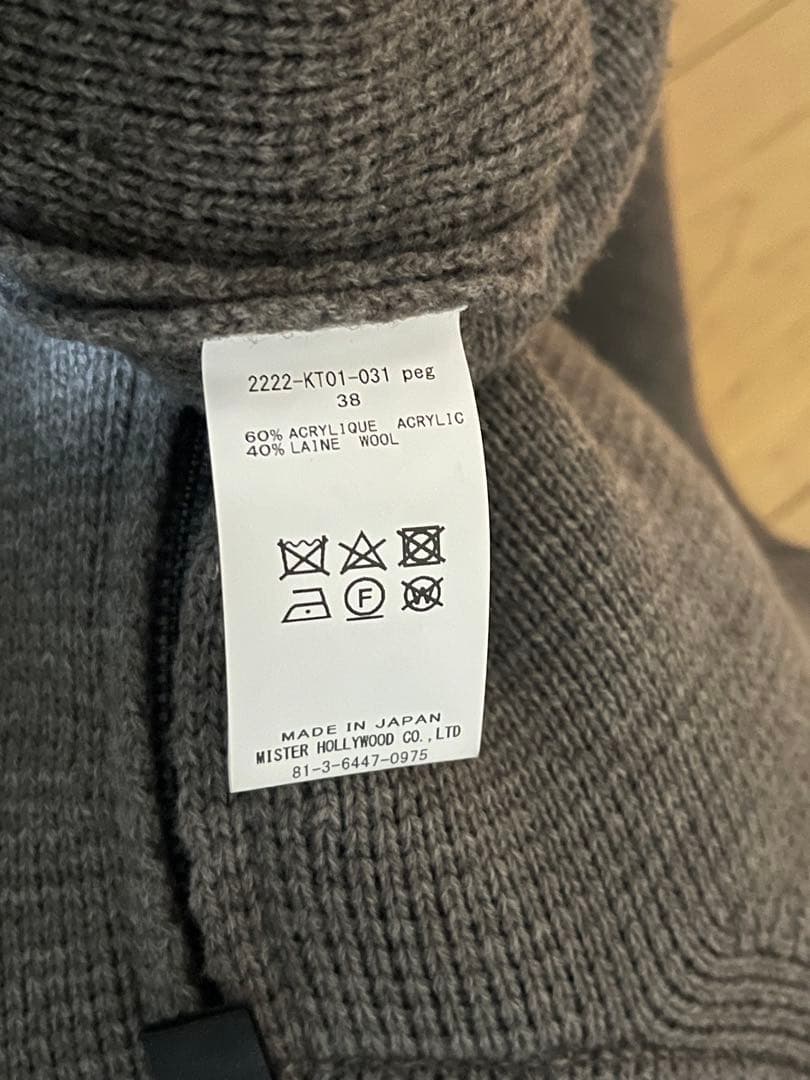 2222-KT01-031 peg
38
60% ACRYLIQUE ACRYLIC
40% LAINE WOOL
F
W
MADE IN JAPAN
MISTER HOLLYWOOD CO.,LTD
81-3-6447-0975